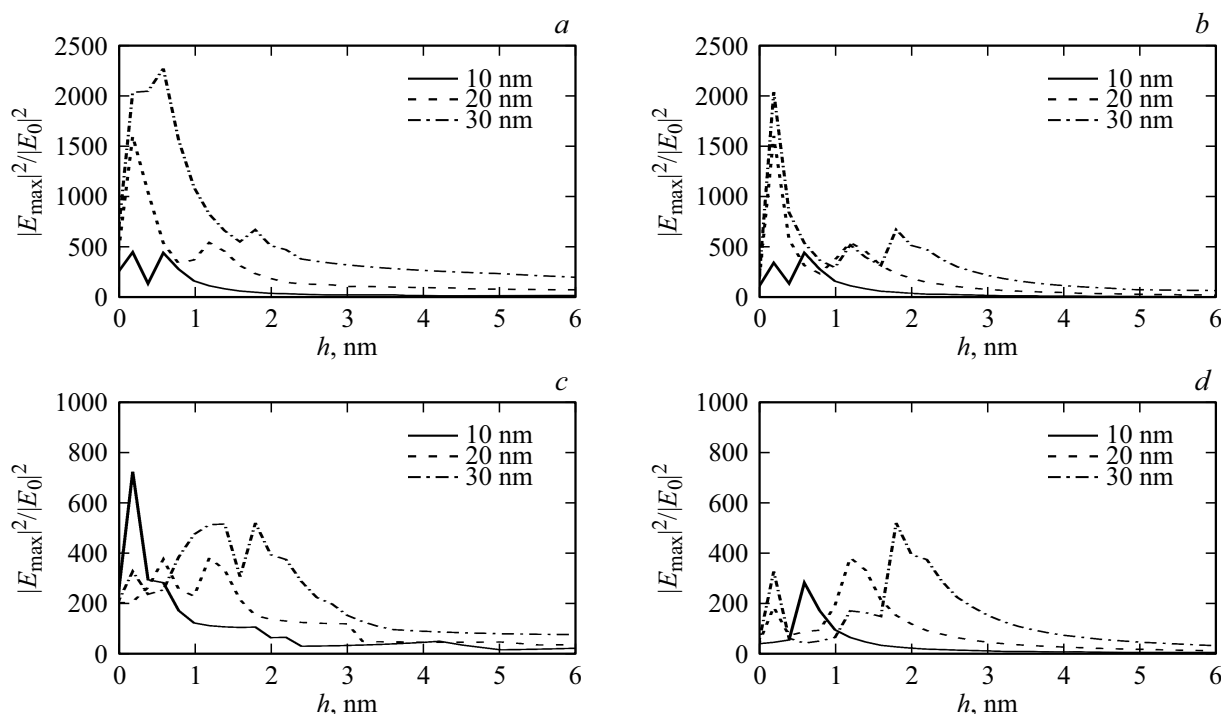 a
2500
2000
1500
1000
500
0
|E_max|²/|E_0|²
10 nm
20 nm
30 nm
0 1 2 3 4 5 6
h, nm
b
2500
2000
1500
1000
500
0
|E_max|²/|E_0|²
10 nm
20 nm
30 nm
0 1 2 3 4 5 6
h, nm
c
1000
800
600
400
200
0
|E_max|²/|E_0|²
10 nm
20 nm
30 nm
0 1 2 3 4 5 6
h, nm
d
1000
800
600
400
200
0
|E_max|²/|E_0|²
10 nm
20 nm
30 nm
0 1 2 3 4 5 6
h, nm